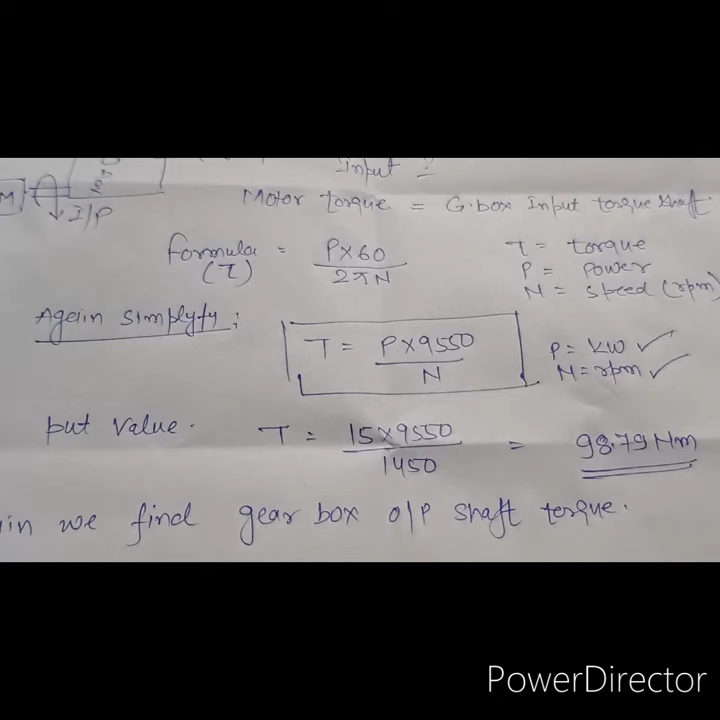 Input =
M
I/P
Motor torque = G.box Input torque shaft.
formula (T) = P×60 / 2πN
T = torque
P = power
N = speed (rpm)
Again simplyfy;
T = P×9550 / N
P = KW ✓
N = rpm ✓
put value. T = 15×9550 / 1450 = 98.79 Nm
in we find gear box o/p shaft torque.
PowerDirector